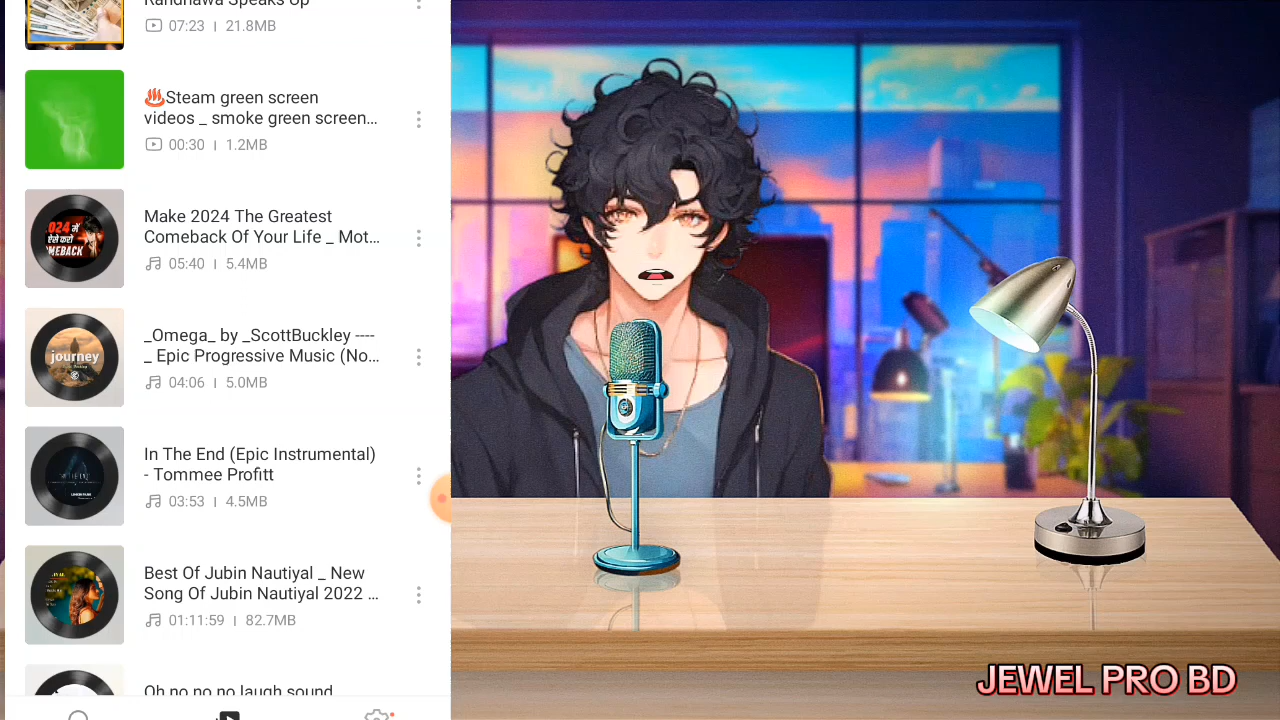 Randhawa Speaks Up
07:23 | 21.8MB
♨️Steam green screen
videos _ smoke green screen...
00:30 | 1.2MB
2024 में
ऐसे करो
COMEBACK
Make 2024 The Greatest
Comeback Of Your Life _ Mot...
05:40 | 5.4MB
journey
_Omega_ by _ScottBuckley ----
_ Epic Progressive Music (No...
04:06 | 5.0MB
In The End (Epic Instrumental)
- Tommee Profitt
03:53 | 4.5MB
Best Of Jubin Nautiyal _ New
Song Of Jubin Nautiyal 2022 ...
01:11:59 | 82.7MB
Oh no no no laugh sound
JEWEL PRO BD